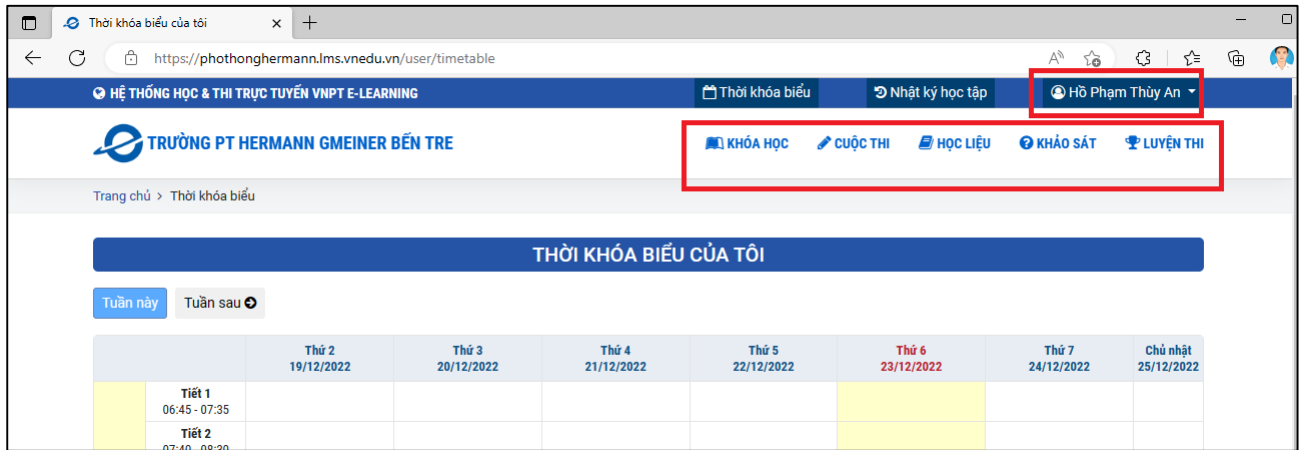 Thời khóa biểu của tôi
https://phothonghermann.lms.vnedu.vn/user/timetable
HỆ THỐNG HỌC & THI TRỰC TUYẾN VNPT E-LEARNING
Thời khóa biểu
Nhật ký học tập
Hồ Phạm Thùy An
TRƯỜNG PT HERMANN GMEINER BẾN TRE
KHÓA HỌC
CUỘC THI
HỌC LIỆU
KHẢO SÁT
LUYỆN THI
Trang chủ > Thời khóa biểu
THỜI KHÓA BIỂU CỦA TÔI
Tuần này
Tuần sau
Thứ 2
19/12/2022
Thứ 3
20/12/2022
Thứ 4
21/12/2022
Thứ 5
22/12/2022
Thứ 6
23/12/2022
Thứ 7
24/12/2022
Chủ nhật
25/12/2022
Tiết 1
06:45 - 07:35
Tiết 2
07:40 - 08:30